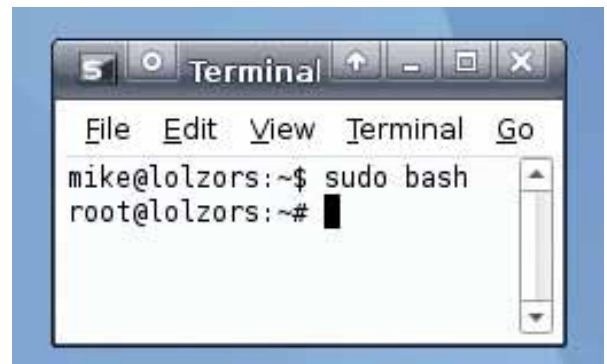 Terminal
File Edit View Terminal Go
mike@lolzors:~$ sudo bash
root@lolzors:~#